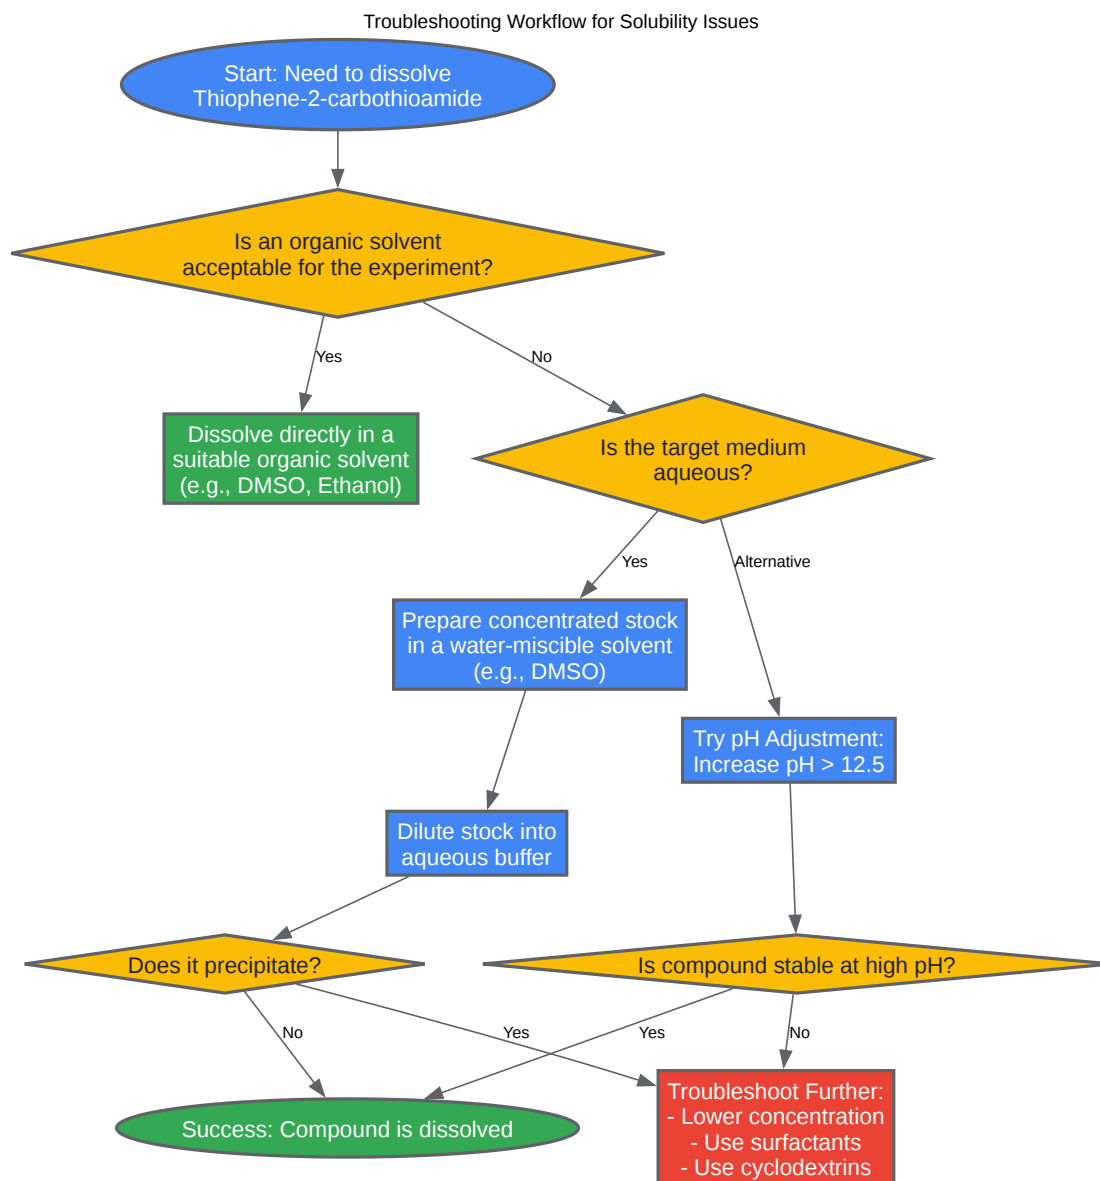 Troubleshooting Workflow for Solubility Issues
Start: Need to dissolve
Thiophene-2-carbothioamide
Is an organic solvent
acceptable for the experiment?
Yes
No
Dissolve directly in a
suitable organic solvent
(e.g., DMSO, Ethanol)
Is the target medium
aqueous?
Yes
Alternative
Prepare concentrated stock
in a water-miscible solvent
(e.g., DMSO)
Try pH Adjustment:
Increase pH > 12.5
Dilute stock into
aqueous buffer
Does it precipitate?
Is compound stable at high pH?
No
Yes
Yes
No
Success: Compound is dissolved
Troubleshoot Further:
- Lower concentration
- Use surfactants
- Use cyclodextrins